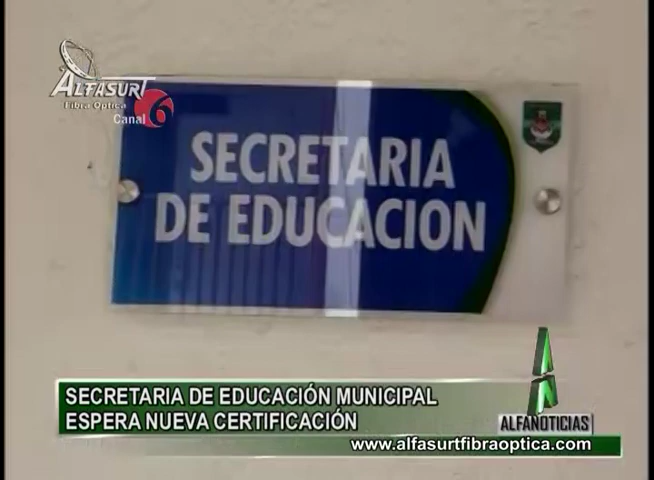 ALFASURT
Fibra Optica
Canal 6
SECRETARIA
DE EDUCACION
SECRETARIA DE EDUCACIÓN MUNICIPAL
ESPERA NUEVA CERTIFICACIÓN
ALFANOTICIAS
www.alfasurtfibraoptica.com